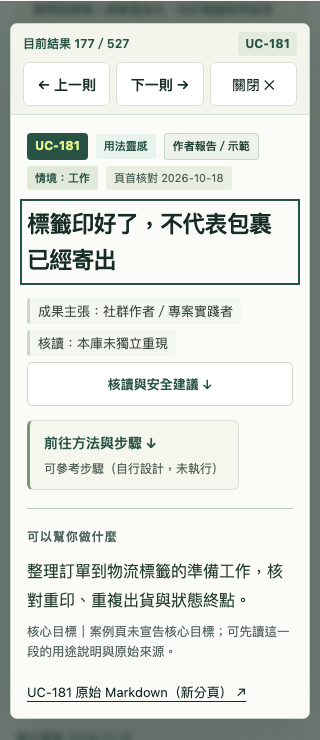 目前結果 177 / 527
UC-181
← 上一則
下一則 →
關閉 ✕
UC-181
用法靈感
作者報告 / 示範
情境：工作
頁首核對 2026-10-18
標籤印好了，不代表包裹
已經寄出
成果主張：社群作者 / 專案實踐者
核讀：本庫未獨立重現
核讀與安全建議 ↓
前往方法與步驟 ↓
可參考步驟（自行設計，未執行）
可以幫你做什麼
整理訂單到物流標籤的準備工作，核
對重印、重複出貨與狀態終點。
核心目標｜案例頁未宣告核心目標；可先讀這一
段的用途說明與原始來源。
UC-181 原始 Markdown（新分頁） ↗